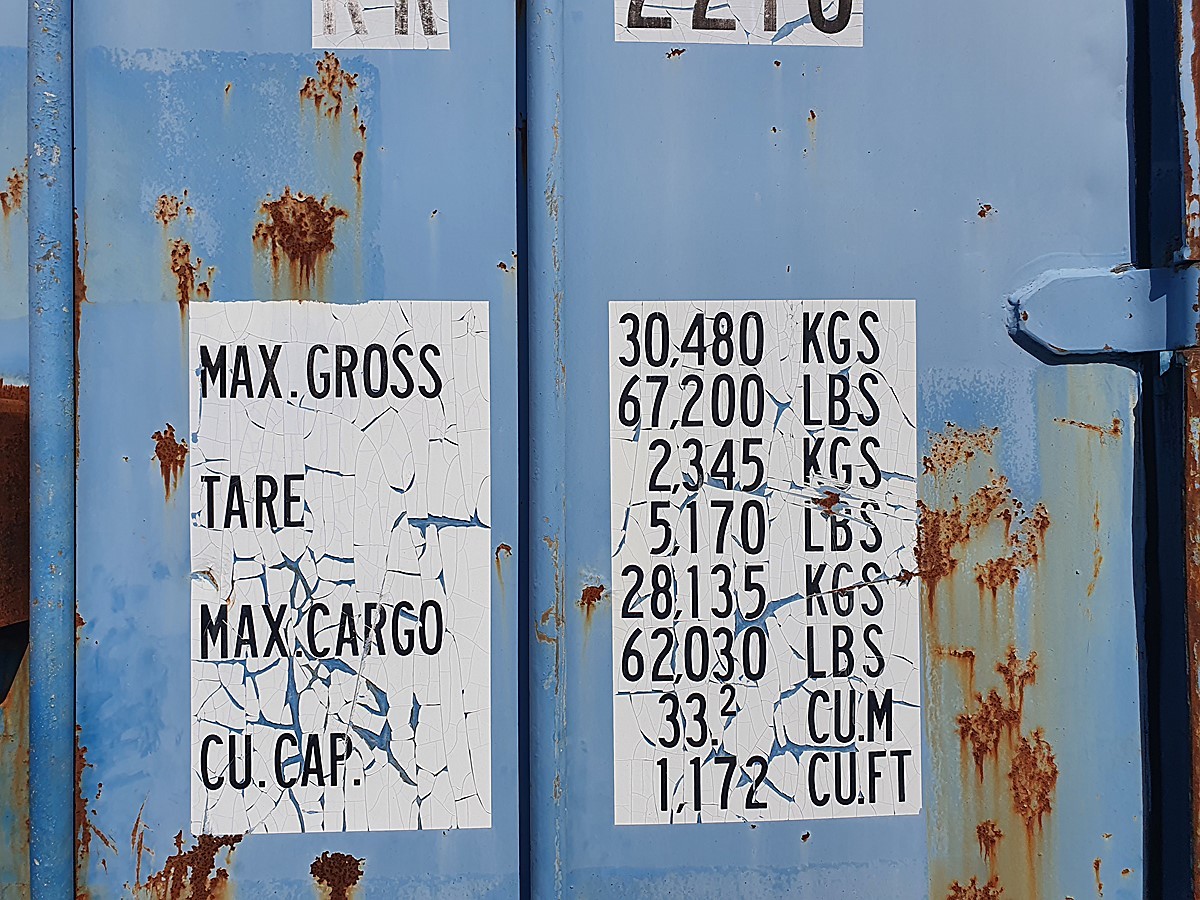 2210
MAX.GROSS
30,480 KGS
67,200 LBS
TARE
2,345 KGS
5,170 LBS
MAX.CARGO
28,135 KGS
62,030 LBS
CU.CAP.
33.² CU.M
1,172 CU.FT